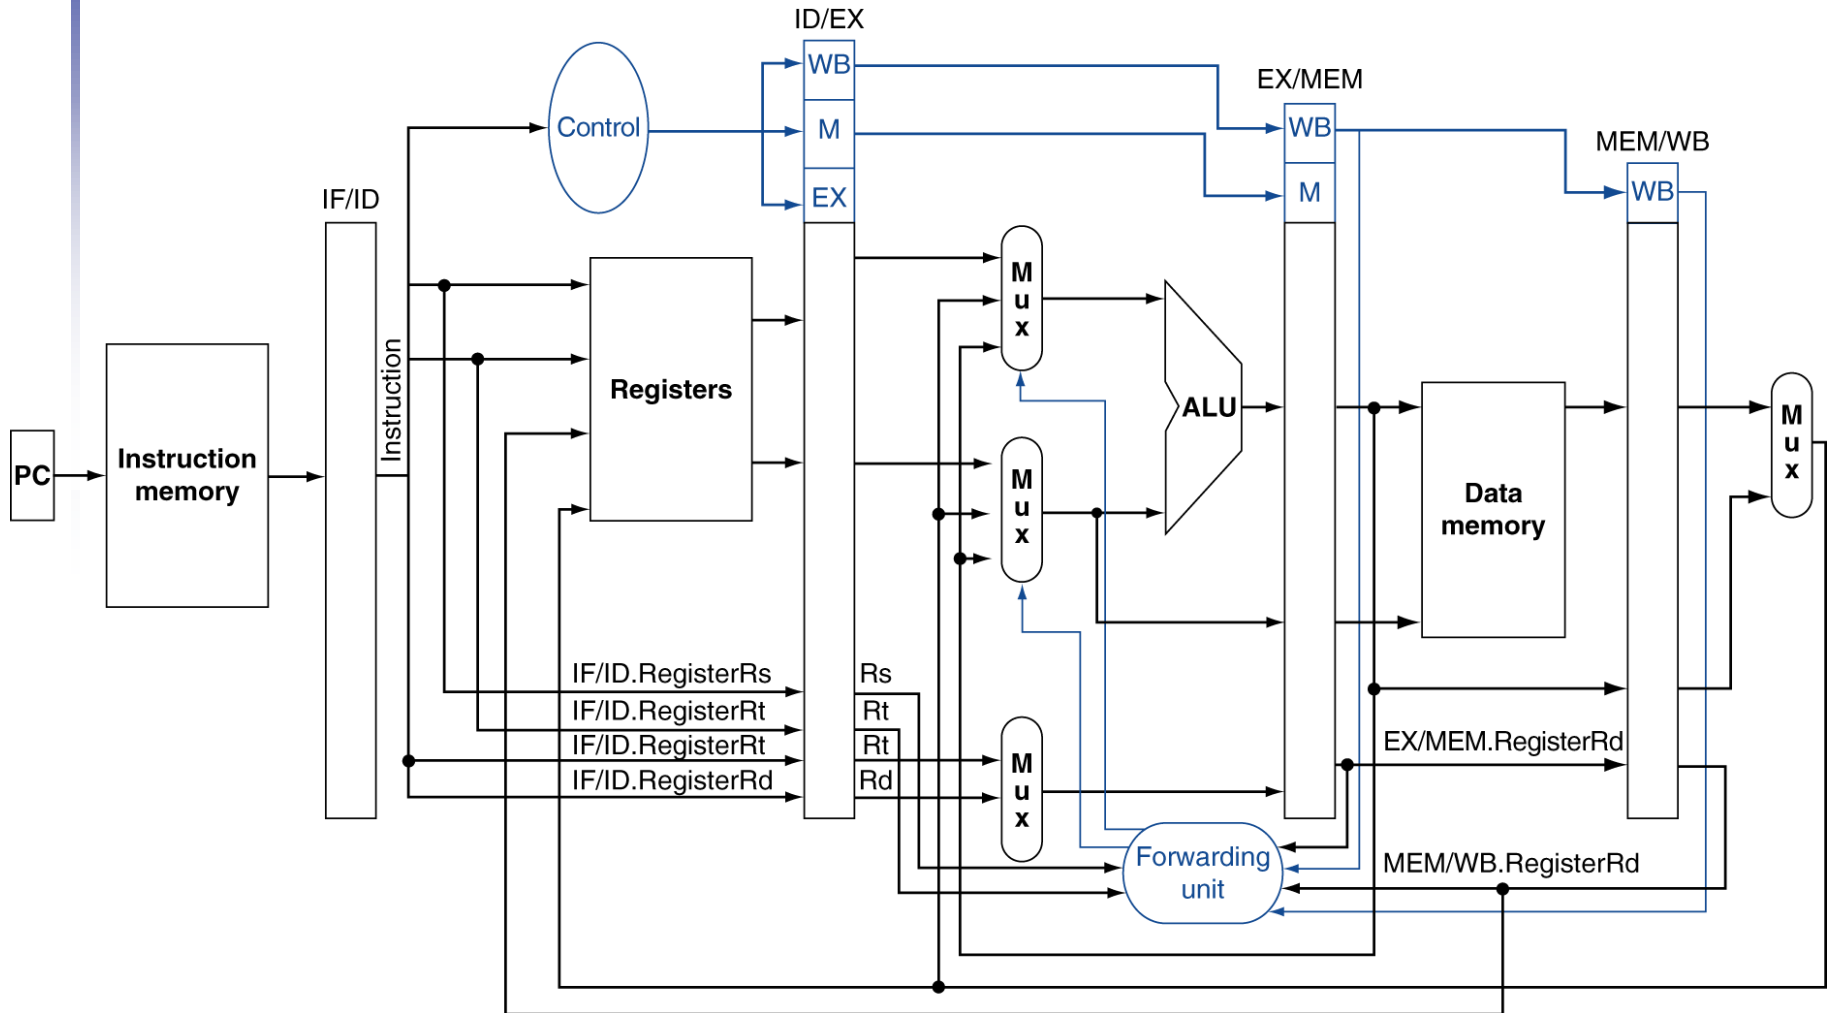 ID/EX
WB
M
EX
Control
EX/MEM
WB
M
MEM/WB
WB
IF/ID
PC
Instruction
memory
Instruction
Registers
M
u
x
M
u
x
ALU
Data
memory
M
u
x
IF/ID.RegisterRs
IF/ID.RegisterRt
IF/ID.RegisterRt
IF/ID.RegisterRd
Rs
Rt
Rt
Rd
M
u
x
EX/MEM.RegisterRd
Forwarding
unit
MEM/WB.RegisterRd